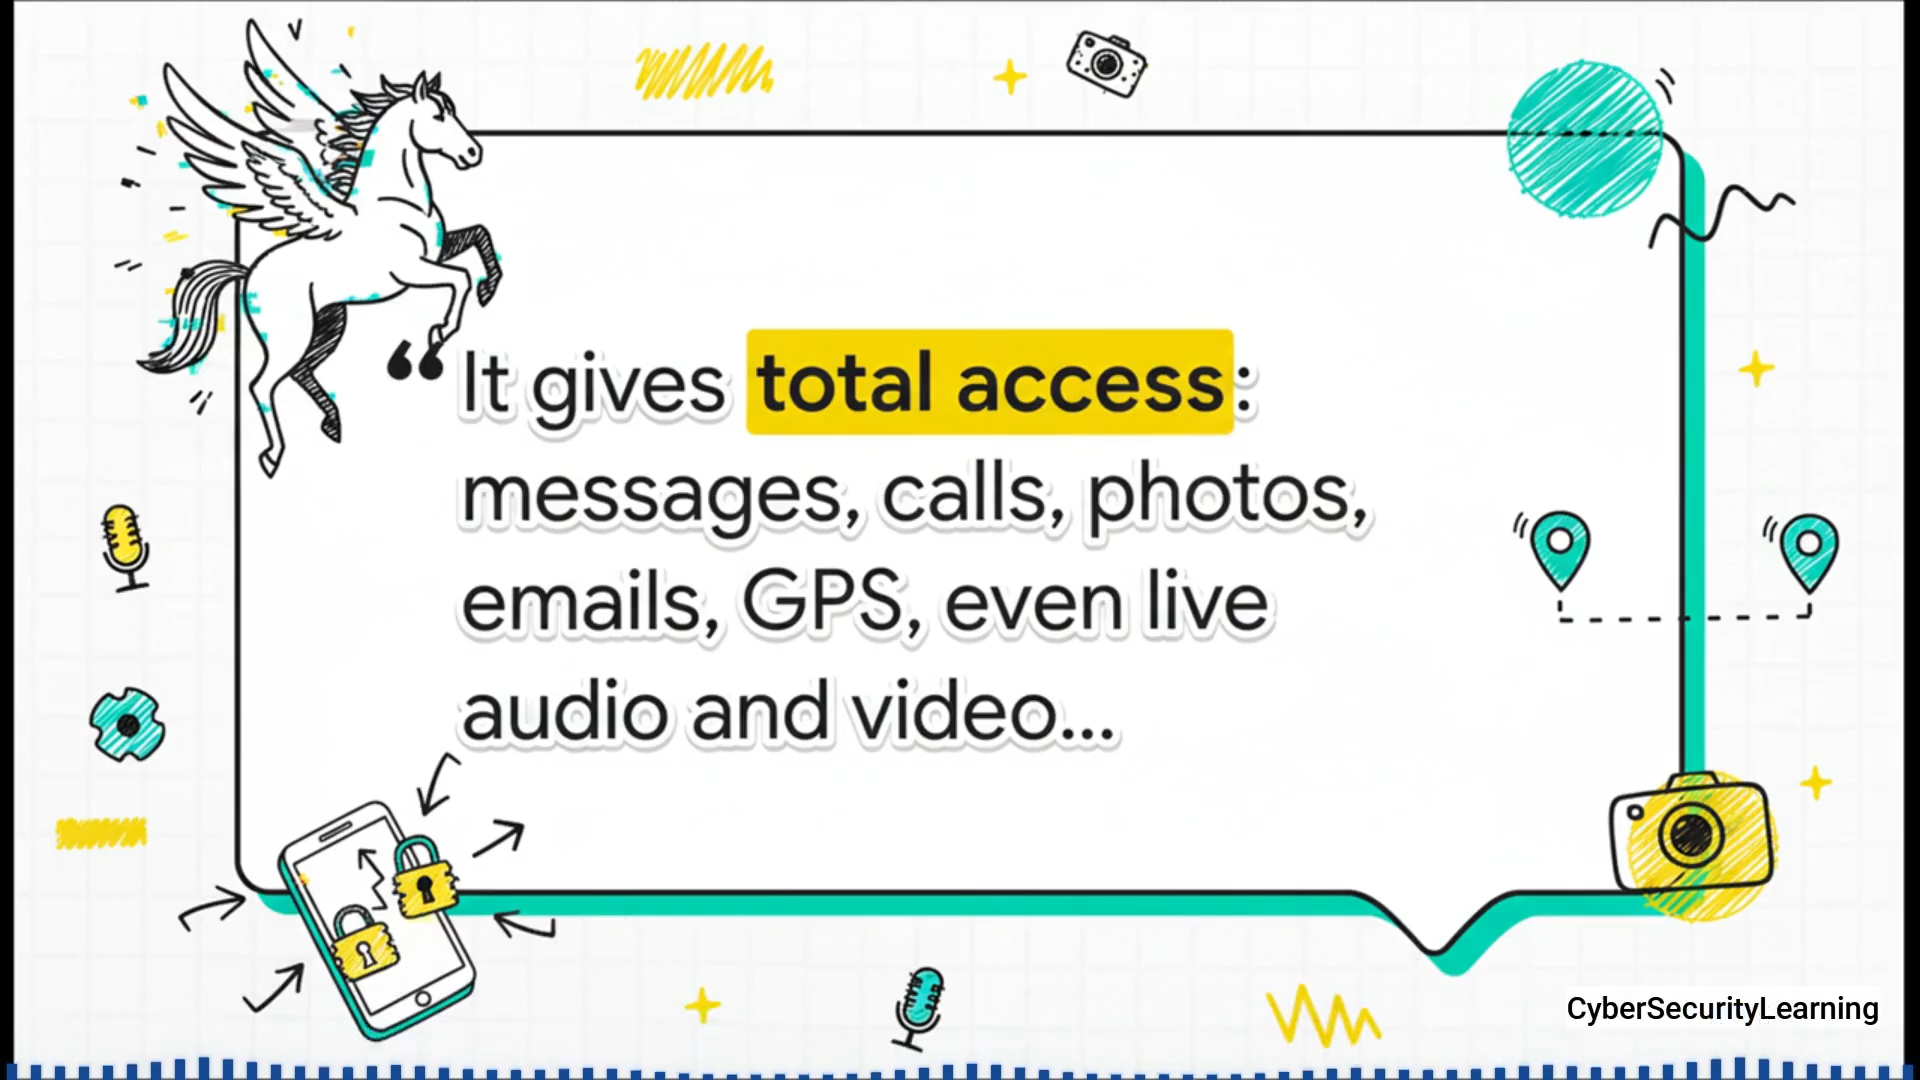 “It gives total access:
messages, calls, photos,
emails, GPS, even live
audio and video...
CyberSecurityLearning